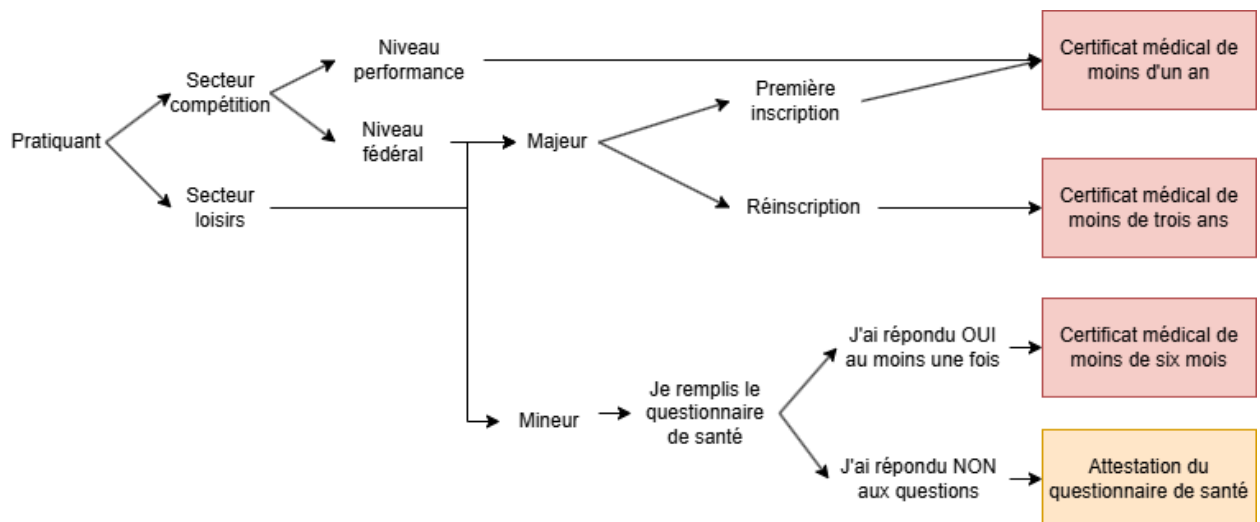 Pratiquant
Secteur
compétition
Secteur
loisirs
Niveau
performance
Niveau
fédéral
Majeur
Première
inscription
Réinscription
Certificat médical de
moins d'un an
Certificat médical de
moins de trois ans
Mineur
Je remplis le
questionnaire
de santé
J'ai répondu OUI
au moins une fois
Certificat médical de
moins de six mois
J'ai répondu NON
aux questions
Attestation du
questionnaire de santé